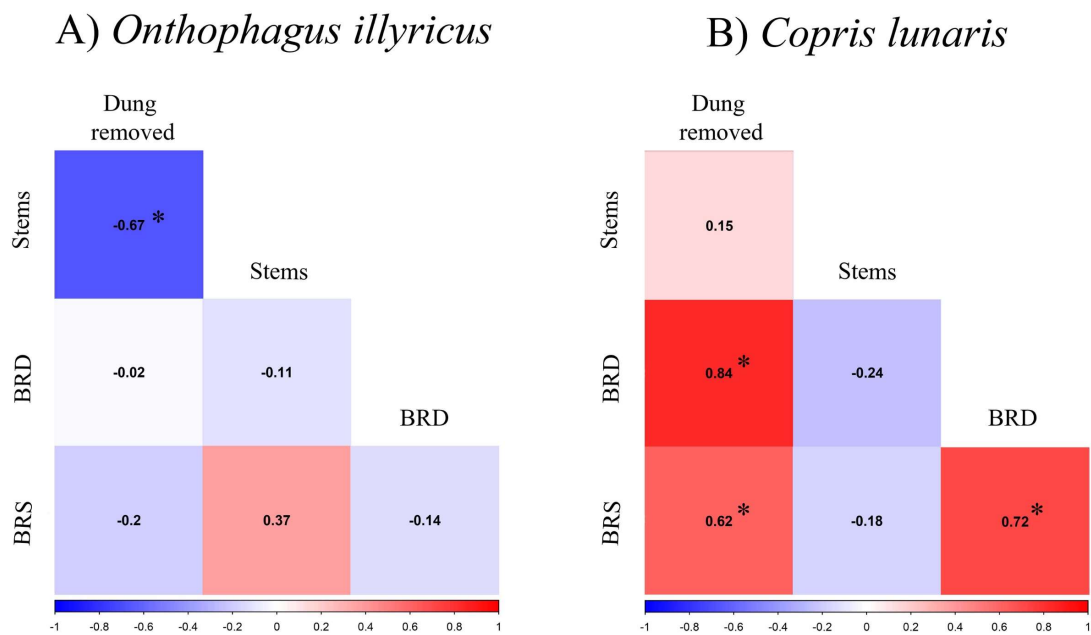 A) Onthophagus illyricus
Dung
removed
Stems
-0.67 *
Stems
BRD
-0.02
-0.11
BRD
BRS
-0.2
0.37
-0.14
-1 -0.8 -0.6 -0.4 -0.2 0 0.2 0.4 0.6 0.8 1
B) Copris lunaris
Dung
removed
Stems
0.15
Stems
BRD
0.84 *
-0.24
BRD
BRS
0.62 *
-0.18
0.72 *
-1 -0.8 -0.6 -0.4 -0.2 0 0.2 0.4 0.6 0.8 1